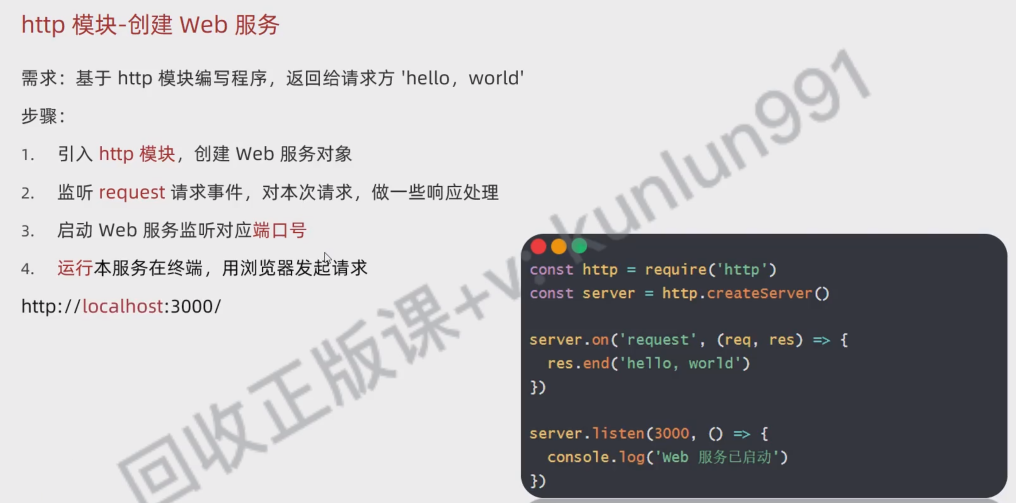 http 模块-创建 Web 服务
需求：基于 http 模块编写程序，返回给请求方 'hello，world'
步骤：
1. 引入 http 模块，创建 Web 服务对象
2. 监听 request 请求事件，对本次请求，做一些响应处理
3. 启动 Web 服务监听对应端口号
4. 运行本服务在终端，用浏览器发起请求
http://localhost:3000/
const http = require('http')
const server = http.createServer()
server.on('request', (req, res) => {
res.end('hello, world')
})
server.listen(3000, () => {
console.log('Web 服务已启动')
})
回收正版课+v:kunlun991